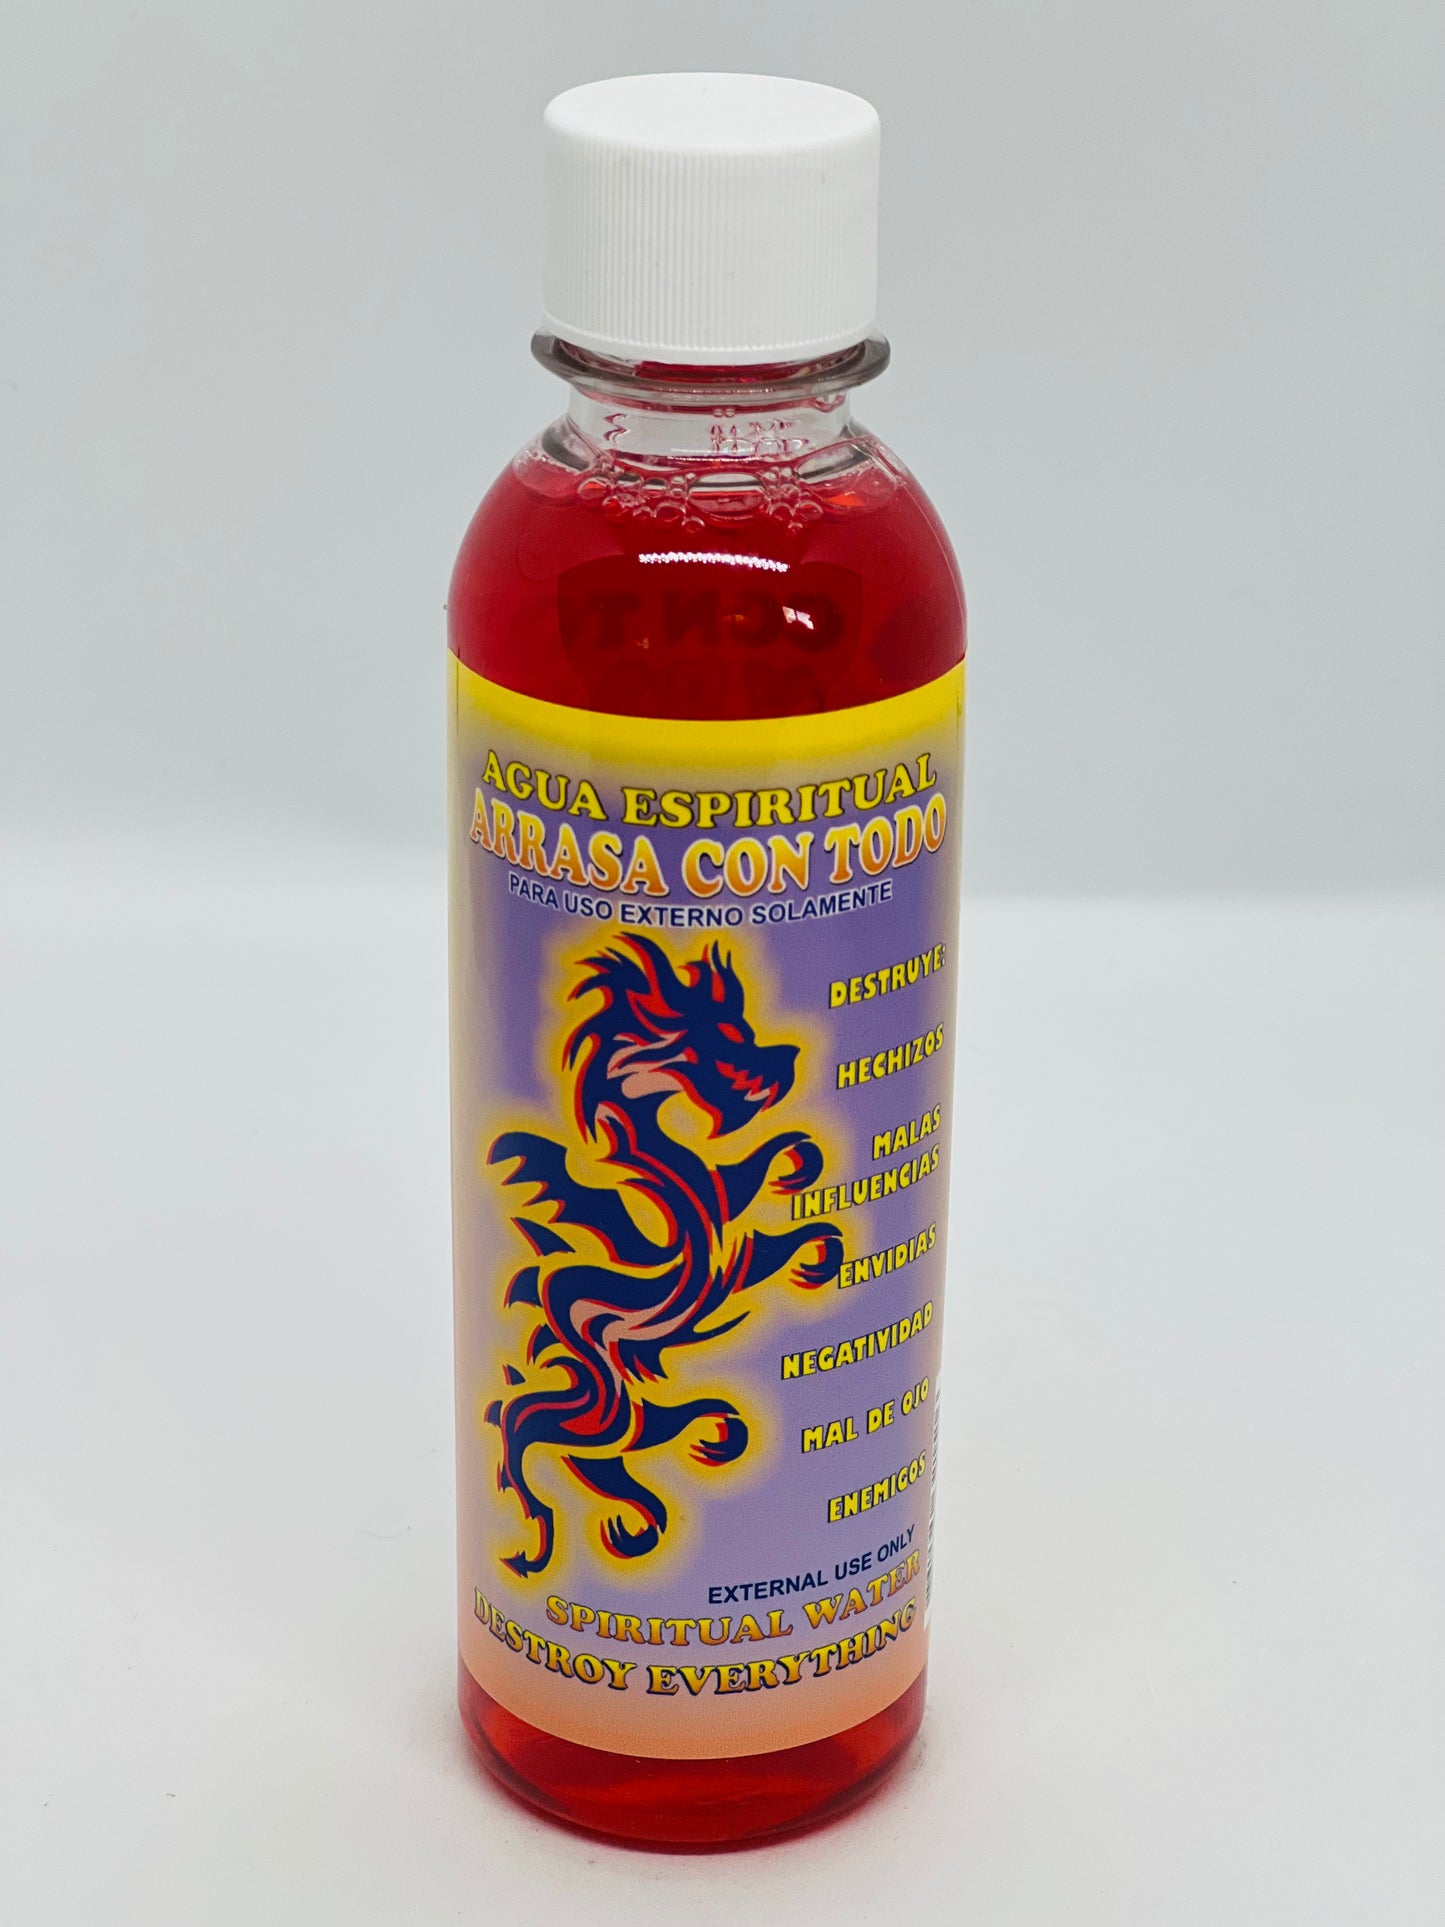 AGUA ESPIRITUAL
ARRASA CON TODO
PARA USO EXTERNO SOLAMENTE
DESTRUYE:
HECHIZOS
MALAS
INFLUENCIAS
ENVIDIAS
NEGATIVIDAD
MAL DE OJO
ENEMIGOS
EXTERNAL USE ONLY
SPIRITUAL WATER
DESTROY EVERYTHING